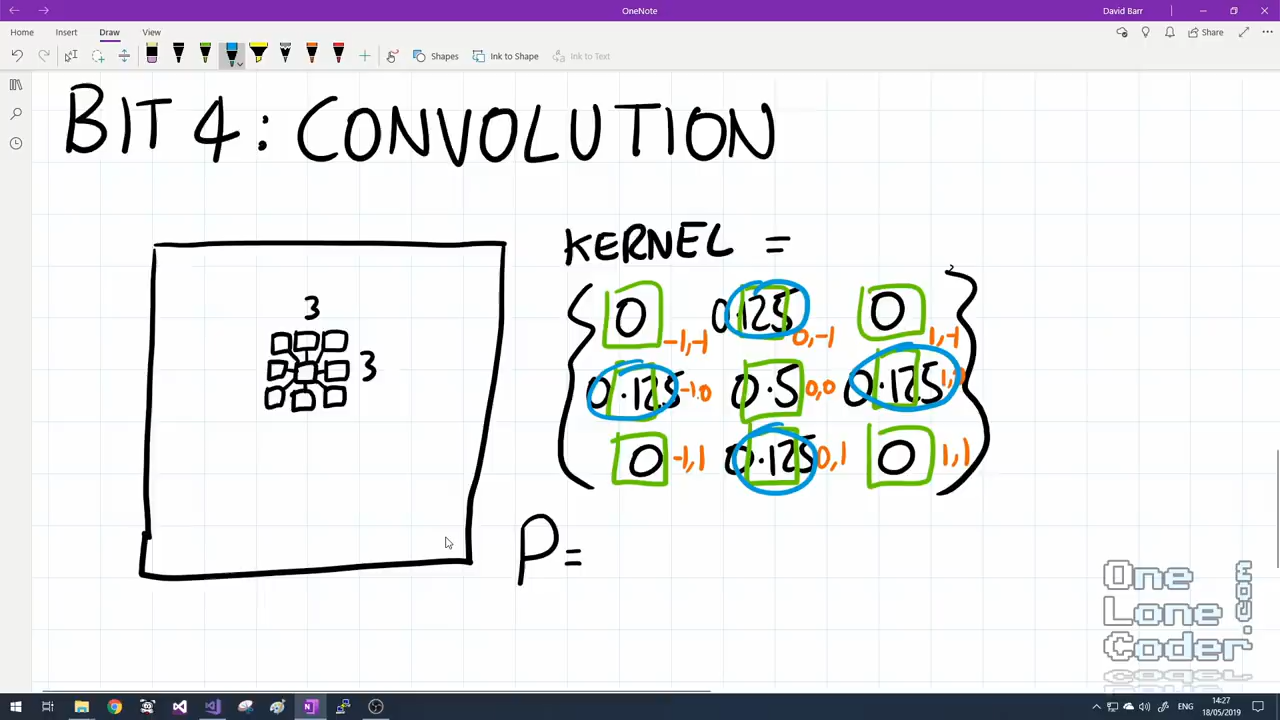 OneNote
David Barr
Home Insert Draw View
Share
Shapes Ink to Shape Ink to Text
BIT 4: CONVOLUTION
KERNEL =
3
3
0 0.125 0
-1,-1 0,-1 1,-1
0.125 -1,0 0.5 0,0 0.125
0 -1,1 0.125 0,1 0 1,1
P=
One
Lone
Coder
.com
14:27
ENG
18/05/2019